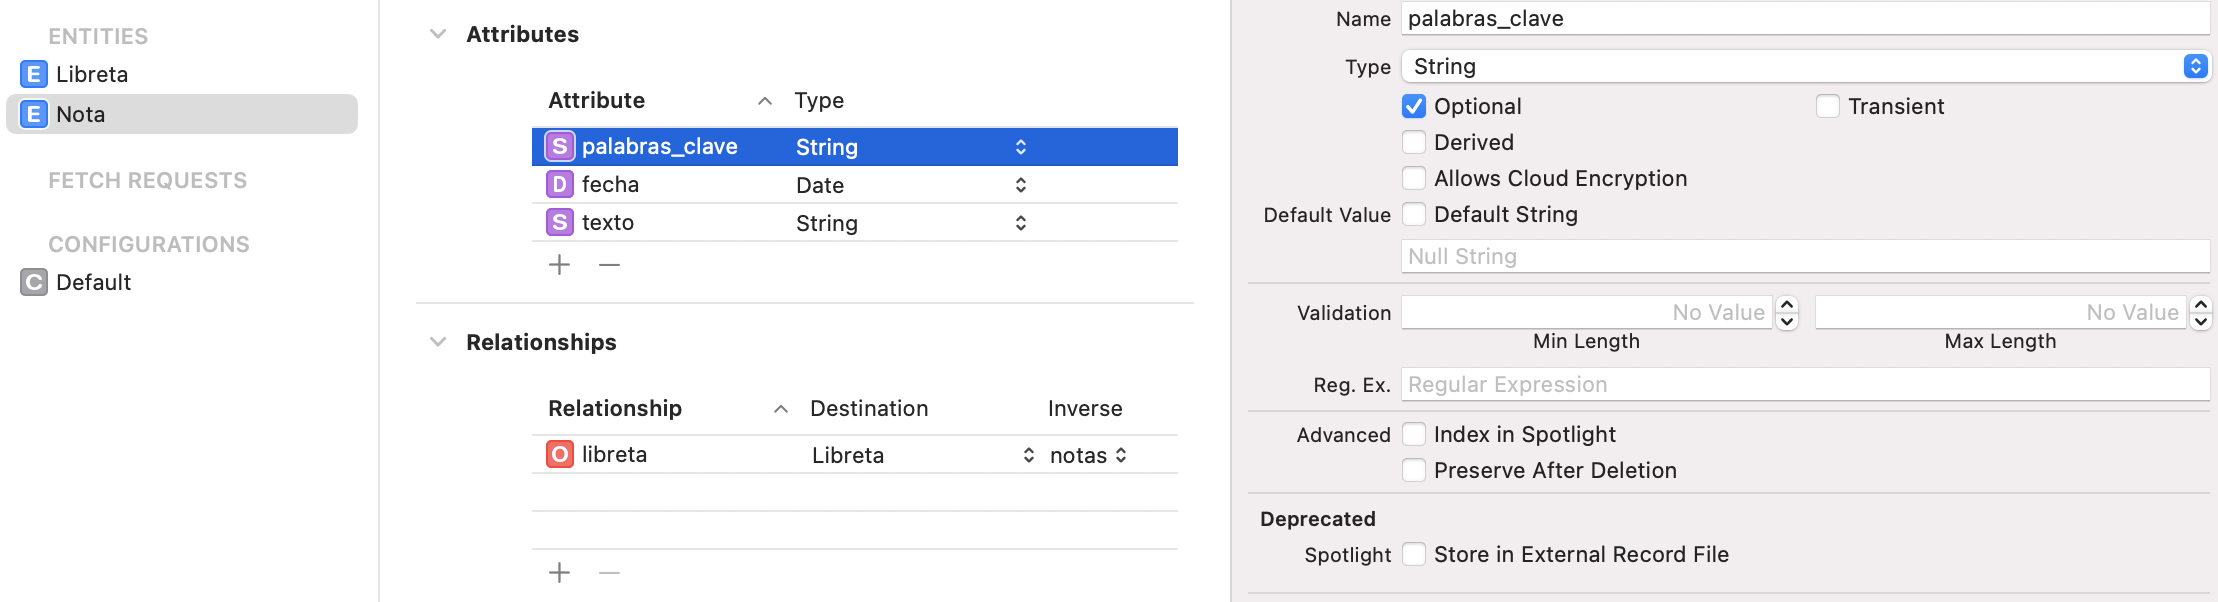 ENTITIES
E Libreta
E Nota
FETCH REQUESTS
CONFIGURATIONS
C Default
Attributes
Attribute Type
S palabras_clave String
D fecha Date
S texto String
Relationships
Relationship Destination Inverse
O libreta Libreta notas
Name palabras_clave
Type String
Optional Transient
Derived
Allows Cloud Encryption
Default Value Default String
Null String
Validation No Value No Value
Min Length Max Length
Reg. Ex. Regular Expression
Advanced Index in Spotlight
Preserve After Deletion
Deprecated
Spotlight Store in External Record File